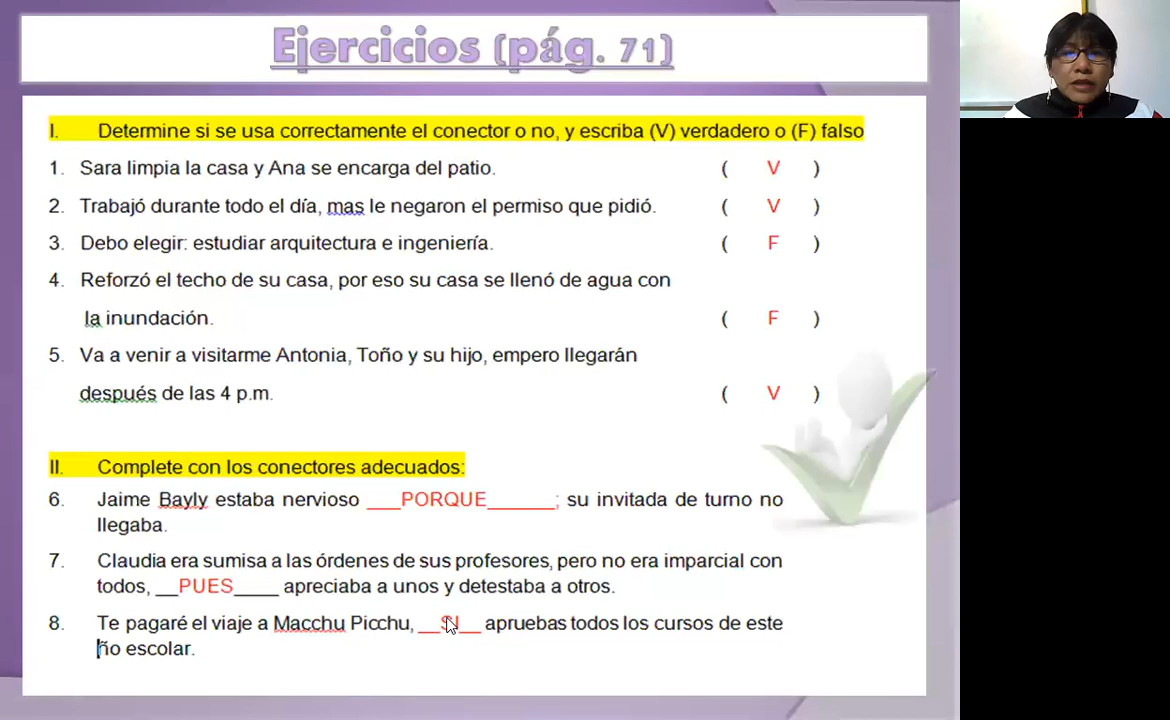 Ejercicios (pág. 71)
I. Determine si se usa correctamente el conector o no, y escriba (V) verdadero o (F) falso
1. Sara limpia la casa y Ana se encarga del patio. ( V )
2. Trabajó durante todo el día, mas le negaron el permiso que pidió. ( V )
3. Debo elegir: estudiar arquitectura e ingeniería. ( F )
4. Reforzó el techo de su casa, por eso su casa se llenó de agua con
la inundación. ( F )
5. Va a venir a visitarme Antonia, Toño y su hijo, empero llegarán
después de las 4 p.m. ( V )
II. Complete con los conectores adecuados:
6. Jaime Bayly estaba nervioso ___PORQUE______; su invitada de turno no
llegaba.
7. Claudia era sumisa a las órdenes de sus profesores, pero no era imparcial con
todos, __PUES____ apreciaba a unos y detestaba a otros.
8. Te pagaré el viaje a Macchu Picchu, __SI__ apruebas todos los cursos de este
ño escolar.